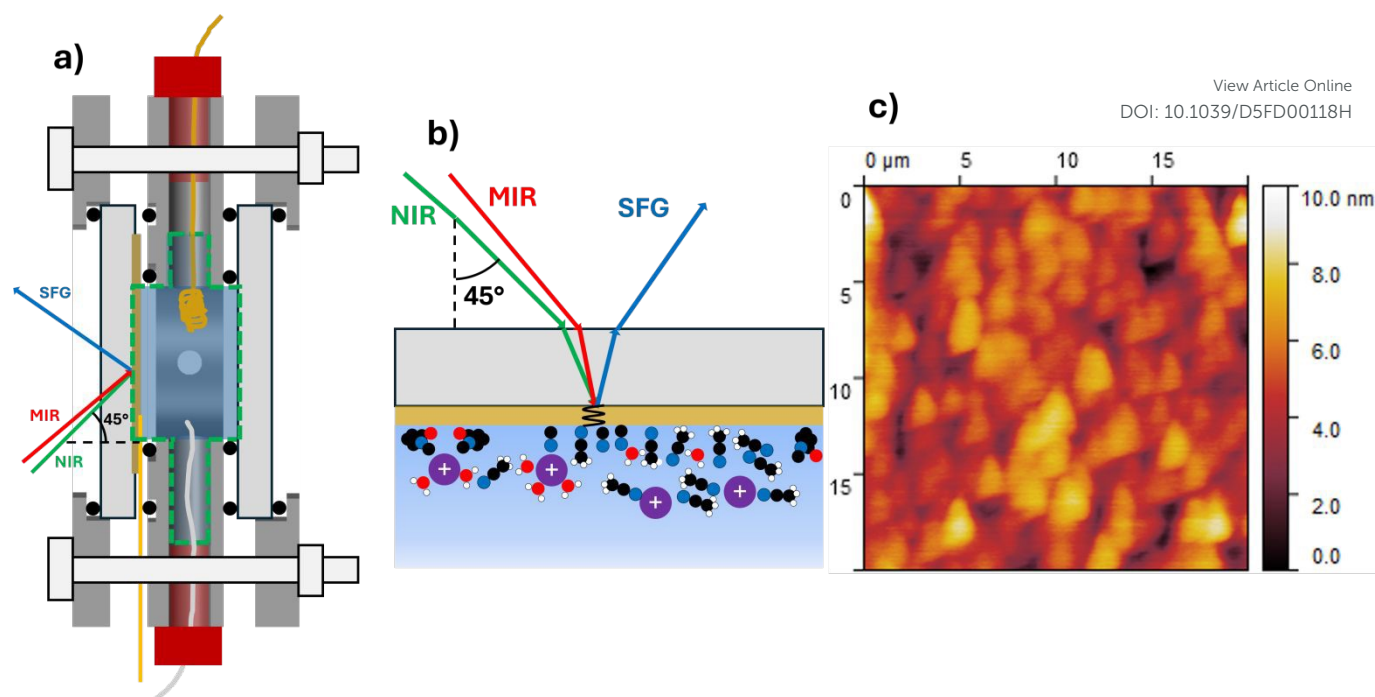 View Article Online
DOI: 10.1039/D5FD00118H
a)
SFG
MIR
NIR
45°
b)
NIR
MIR
SFG
45°
+
+
+
+
c)
0 µm 5 10 15
0
5
10
15
10.0 nm
8.0
6.0
4.0
2.0
0.0